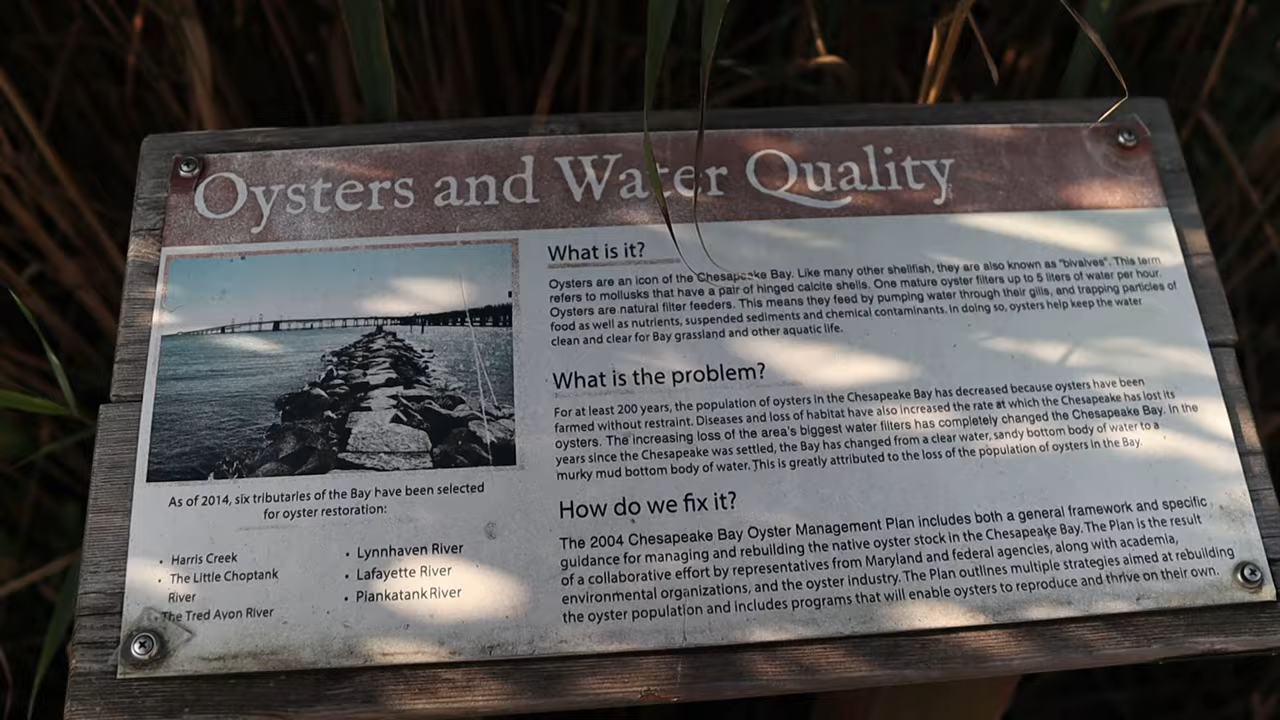 Oysters and Water Quality
What is it?
Oysters are an icon of the Chesapeake Bay. Like many other shellfish, they are also known as "bivalves". This term
refers to mollusks that have a pair of hinged calcite shells. One mature oyster filters up to 5 liters of water per hour.
Oysters are natural filter feeders. This means they feed by pumping water through their gills, and trapping particles of
food as well as nutrients, suspended sediments and chemical contaminants. In doing so, oysters help keep the water
clean and clear for Bay grassland and other aquatic life.
What is the problem?
For at least 200 years, the population of oysters in the Chesapeake Bay has decreased because oysters have been
farmed without restraint. Diseases and loss of habitat have also increased the rate at which the Chesapeake has lost its
oysters. The increasing loss of the area's biggest water filters has completely changed the Chesapeake Bay. In the
years since the Chesapeake was settled, the Bay has changed from a clear water, sandy bottom body of water to a
murky mud bottom body of water. This is greatly attributed to the loss of the population of oysters in the Bay.
How do we fix it?
The 2004 Chesapeake Bay Oyster Management Plan includes both a general framework and specific
guidance for managing and rebuilding the native oyster stock in the Chesapeake Bay. The Plan is the result
of a collaborative effort by representatives from Maryland and federal agencies, along with academia,
environmental organizations, and the oyster industry. The Plan outlines multiple strategies aimed at rebuilding
the oyster population and includes programs that will enable oysters to reproduce and thrive on their own.
As of 2014, six tributaries of the Bay have been selected
for oyster restoration:
• Harris Creek
• The Little Choptank
River
• The Tred Avon River
• Lynnhaven River
• Lafayette River
• Piankatank River